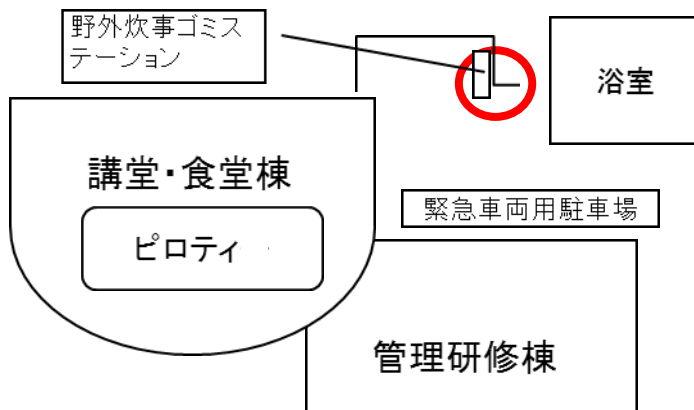 野外炊事ゴミス
テーション
浴室
講堂・食堂棟
緊急車両用駐車場
ピロティ
管理研修棟